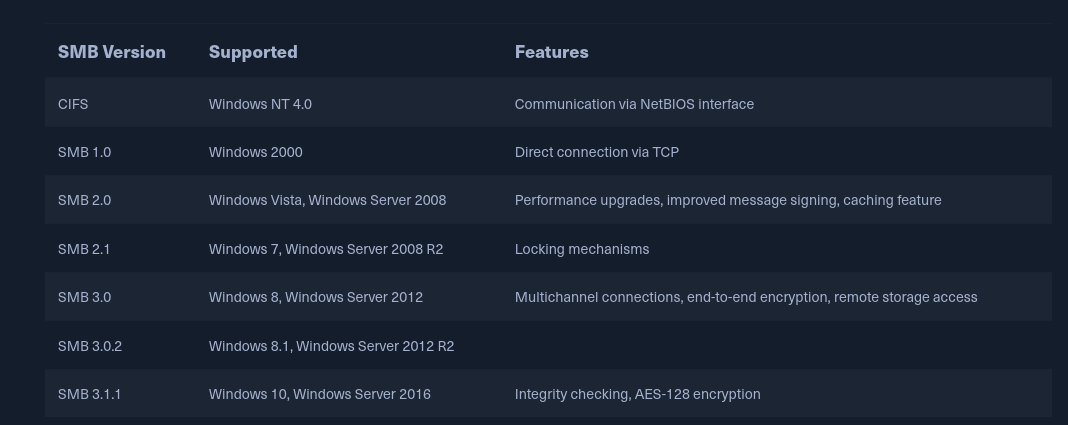 SMB Version Supported Features
CIFS Windows NT 4.0 Communication via NetBIOS interface
SMB 1.0 Windows 2000 Direct connection via TCP
SMB 2.0 Windows Vista, Windows Server 2008 Performance upgrades, improved message signing, caching feature
SMB 2.1 Windows 7, Windows Server 2008 R2 Locking mechanisms
SMB 3.0 Windows 8, Windows Server 2012 Multichannel connections, end-to-end encryption, remote storage access
SMB 3.0.2 Windows 8.1, Windows Server 2012 R2
SMB 3.1.1 Windows 10, Windows Server 2016 Integrity checking, AES-128 encryption